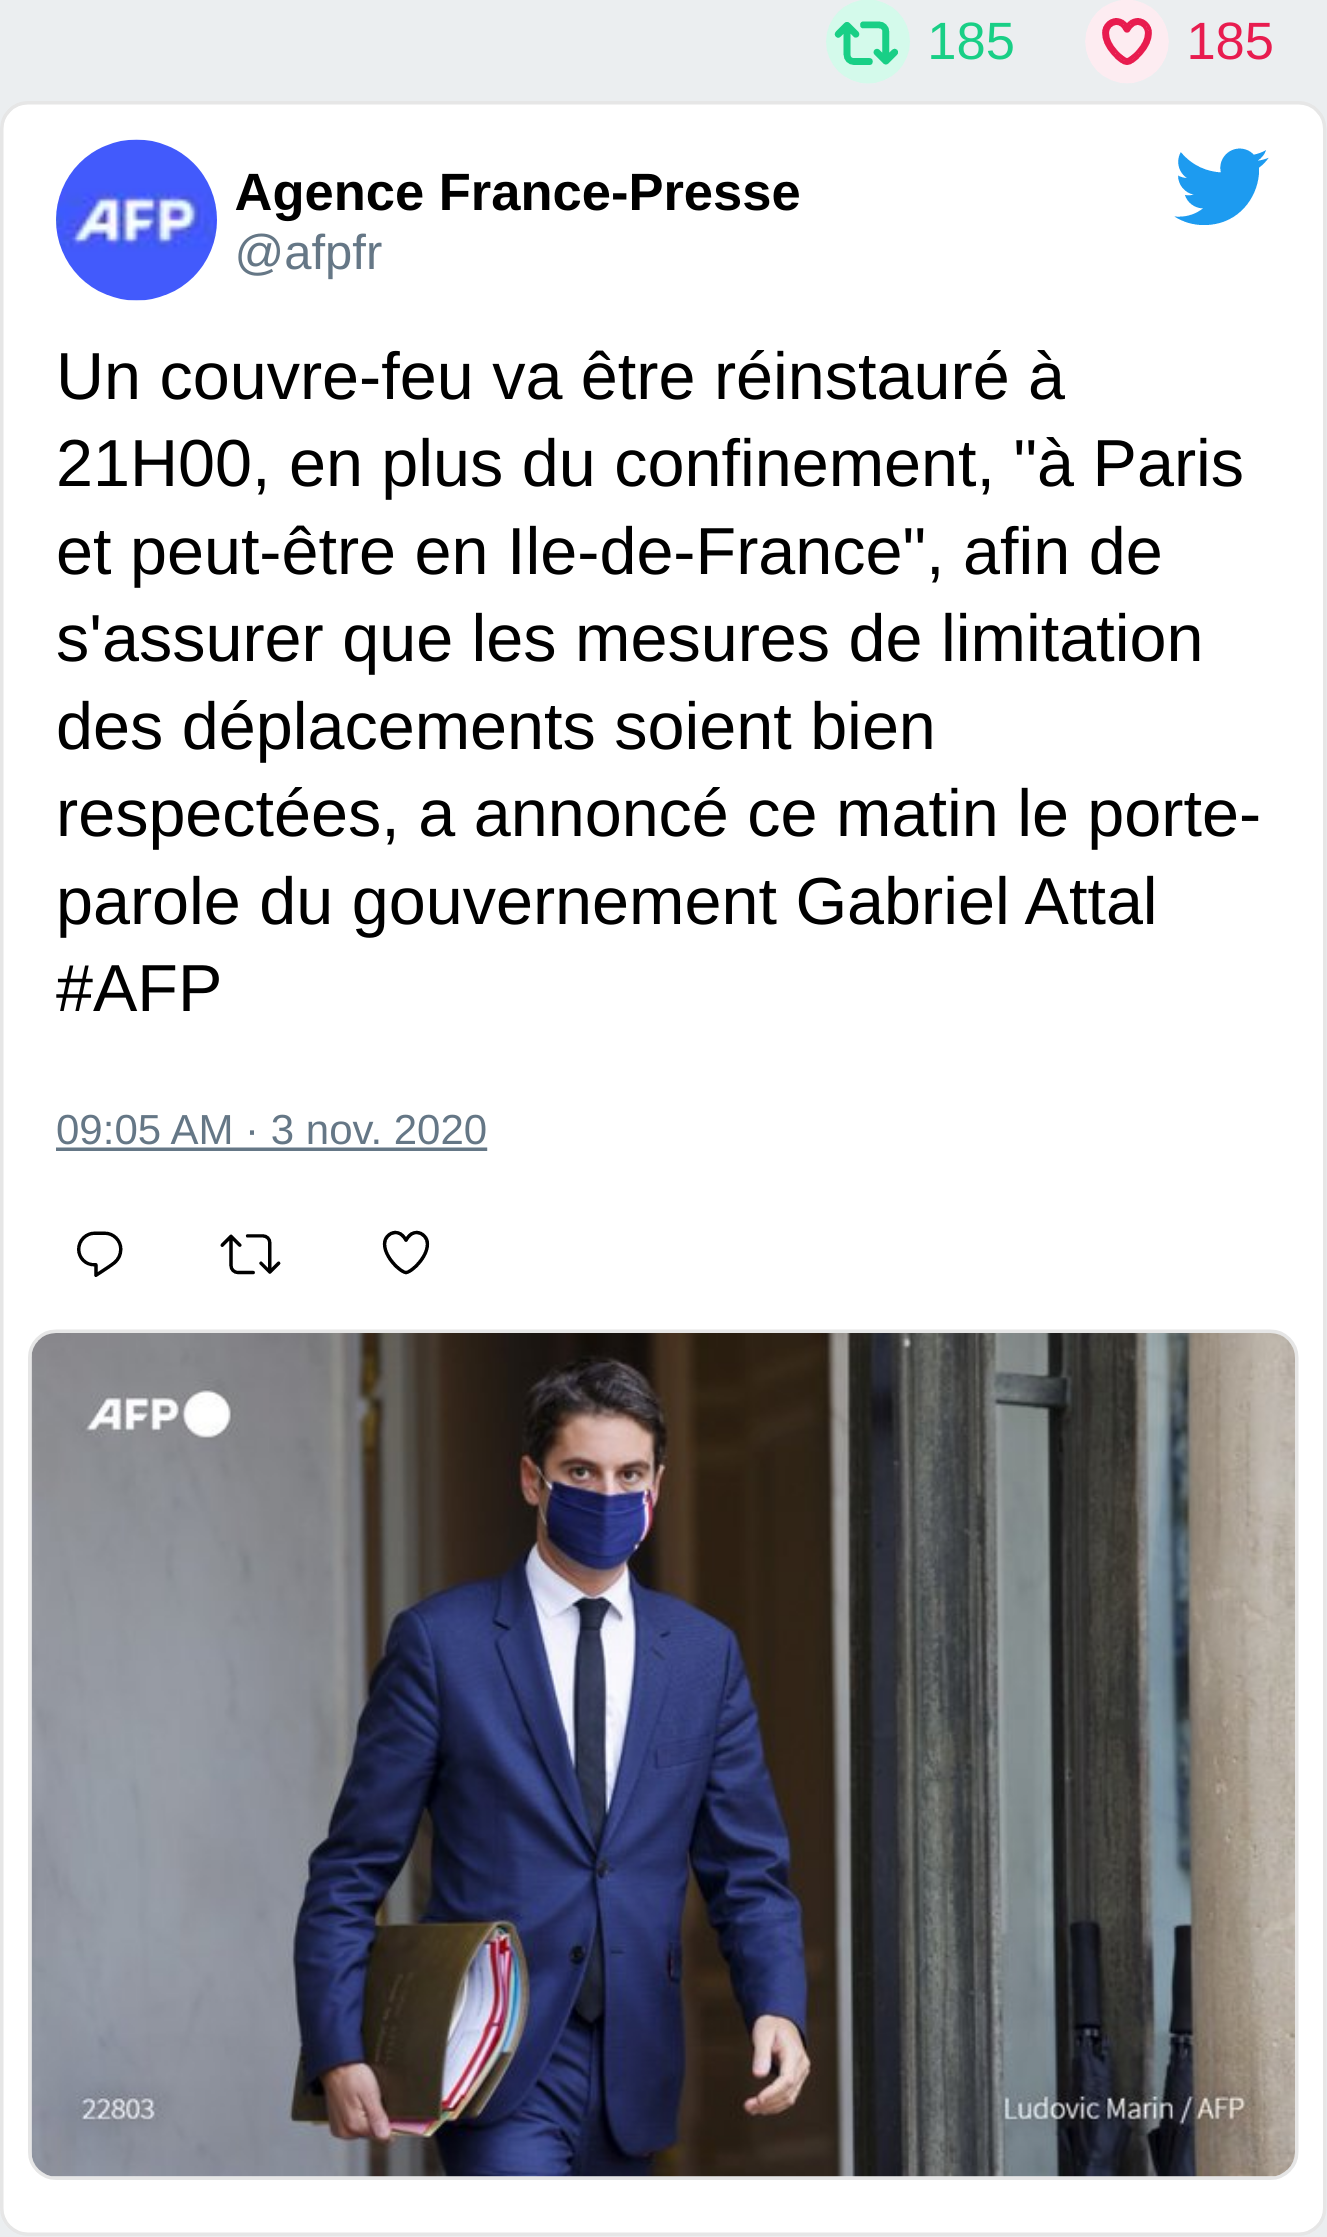 185 185
AFP
Agence France-Presse
@afpfr
Un couvre-feu va être réinstauré à
21H00, en plus du confinement, "à Paris
et peut-être en Ile-de-France", afin de
s'assurer que les mesures de limitation
des déplacements soient bien
respectées, a annoncé ce matin le porte-
parole du gouvernement Gabriel Attal
#AFP
09:05 AM · 3 nov. 2020
AFP
22803
Ludovic Marin / AFP